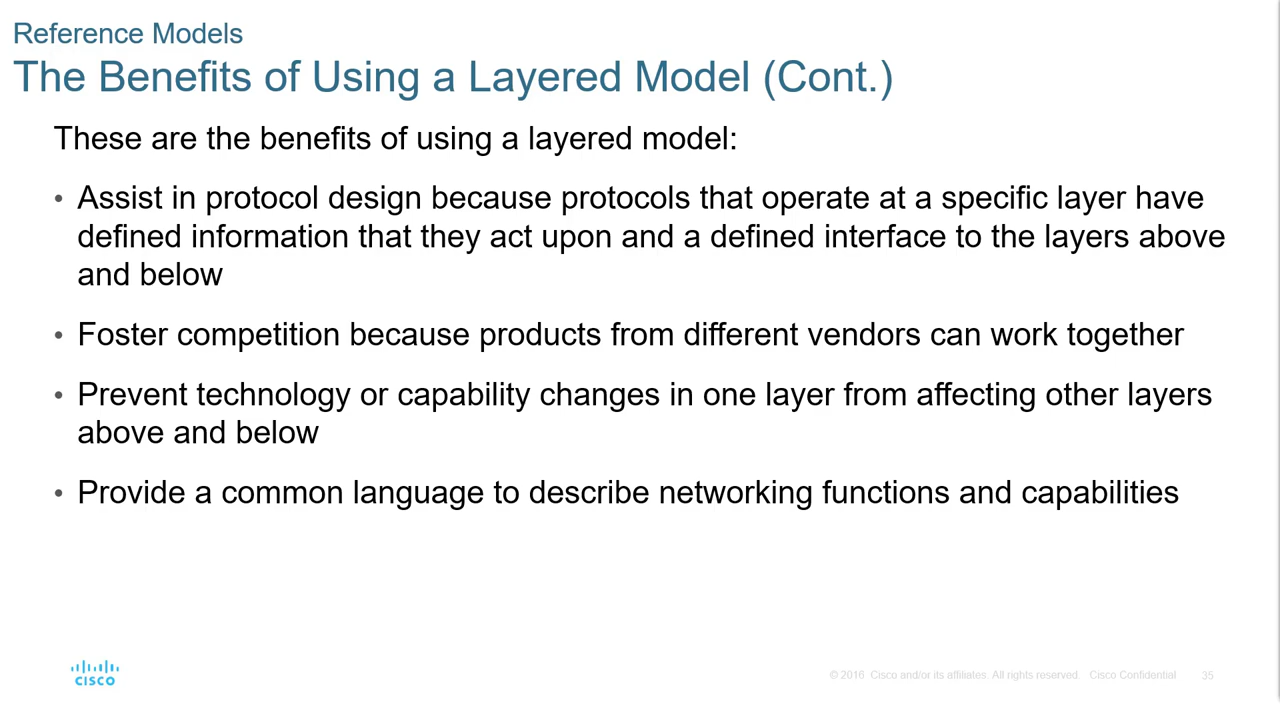 Reference Models
The Benefits of Using a Layered Model (Cont.)
These are the benefits of using a layered model:
• Assist in protocol design because protocols that operate at a specific layer have
defined information that they act upon and a defined interface to the layers above
and below
• Foster competition because products from different vendors can work together
• Prevent technology or capability changes in one layer from affecting other layers
above and below
• Provide a common language to describe networking functions and capabilities
CISCO
© 2016 Cisco and/or its affiliates. All rights reserved. Cisco Confidential 35